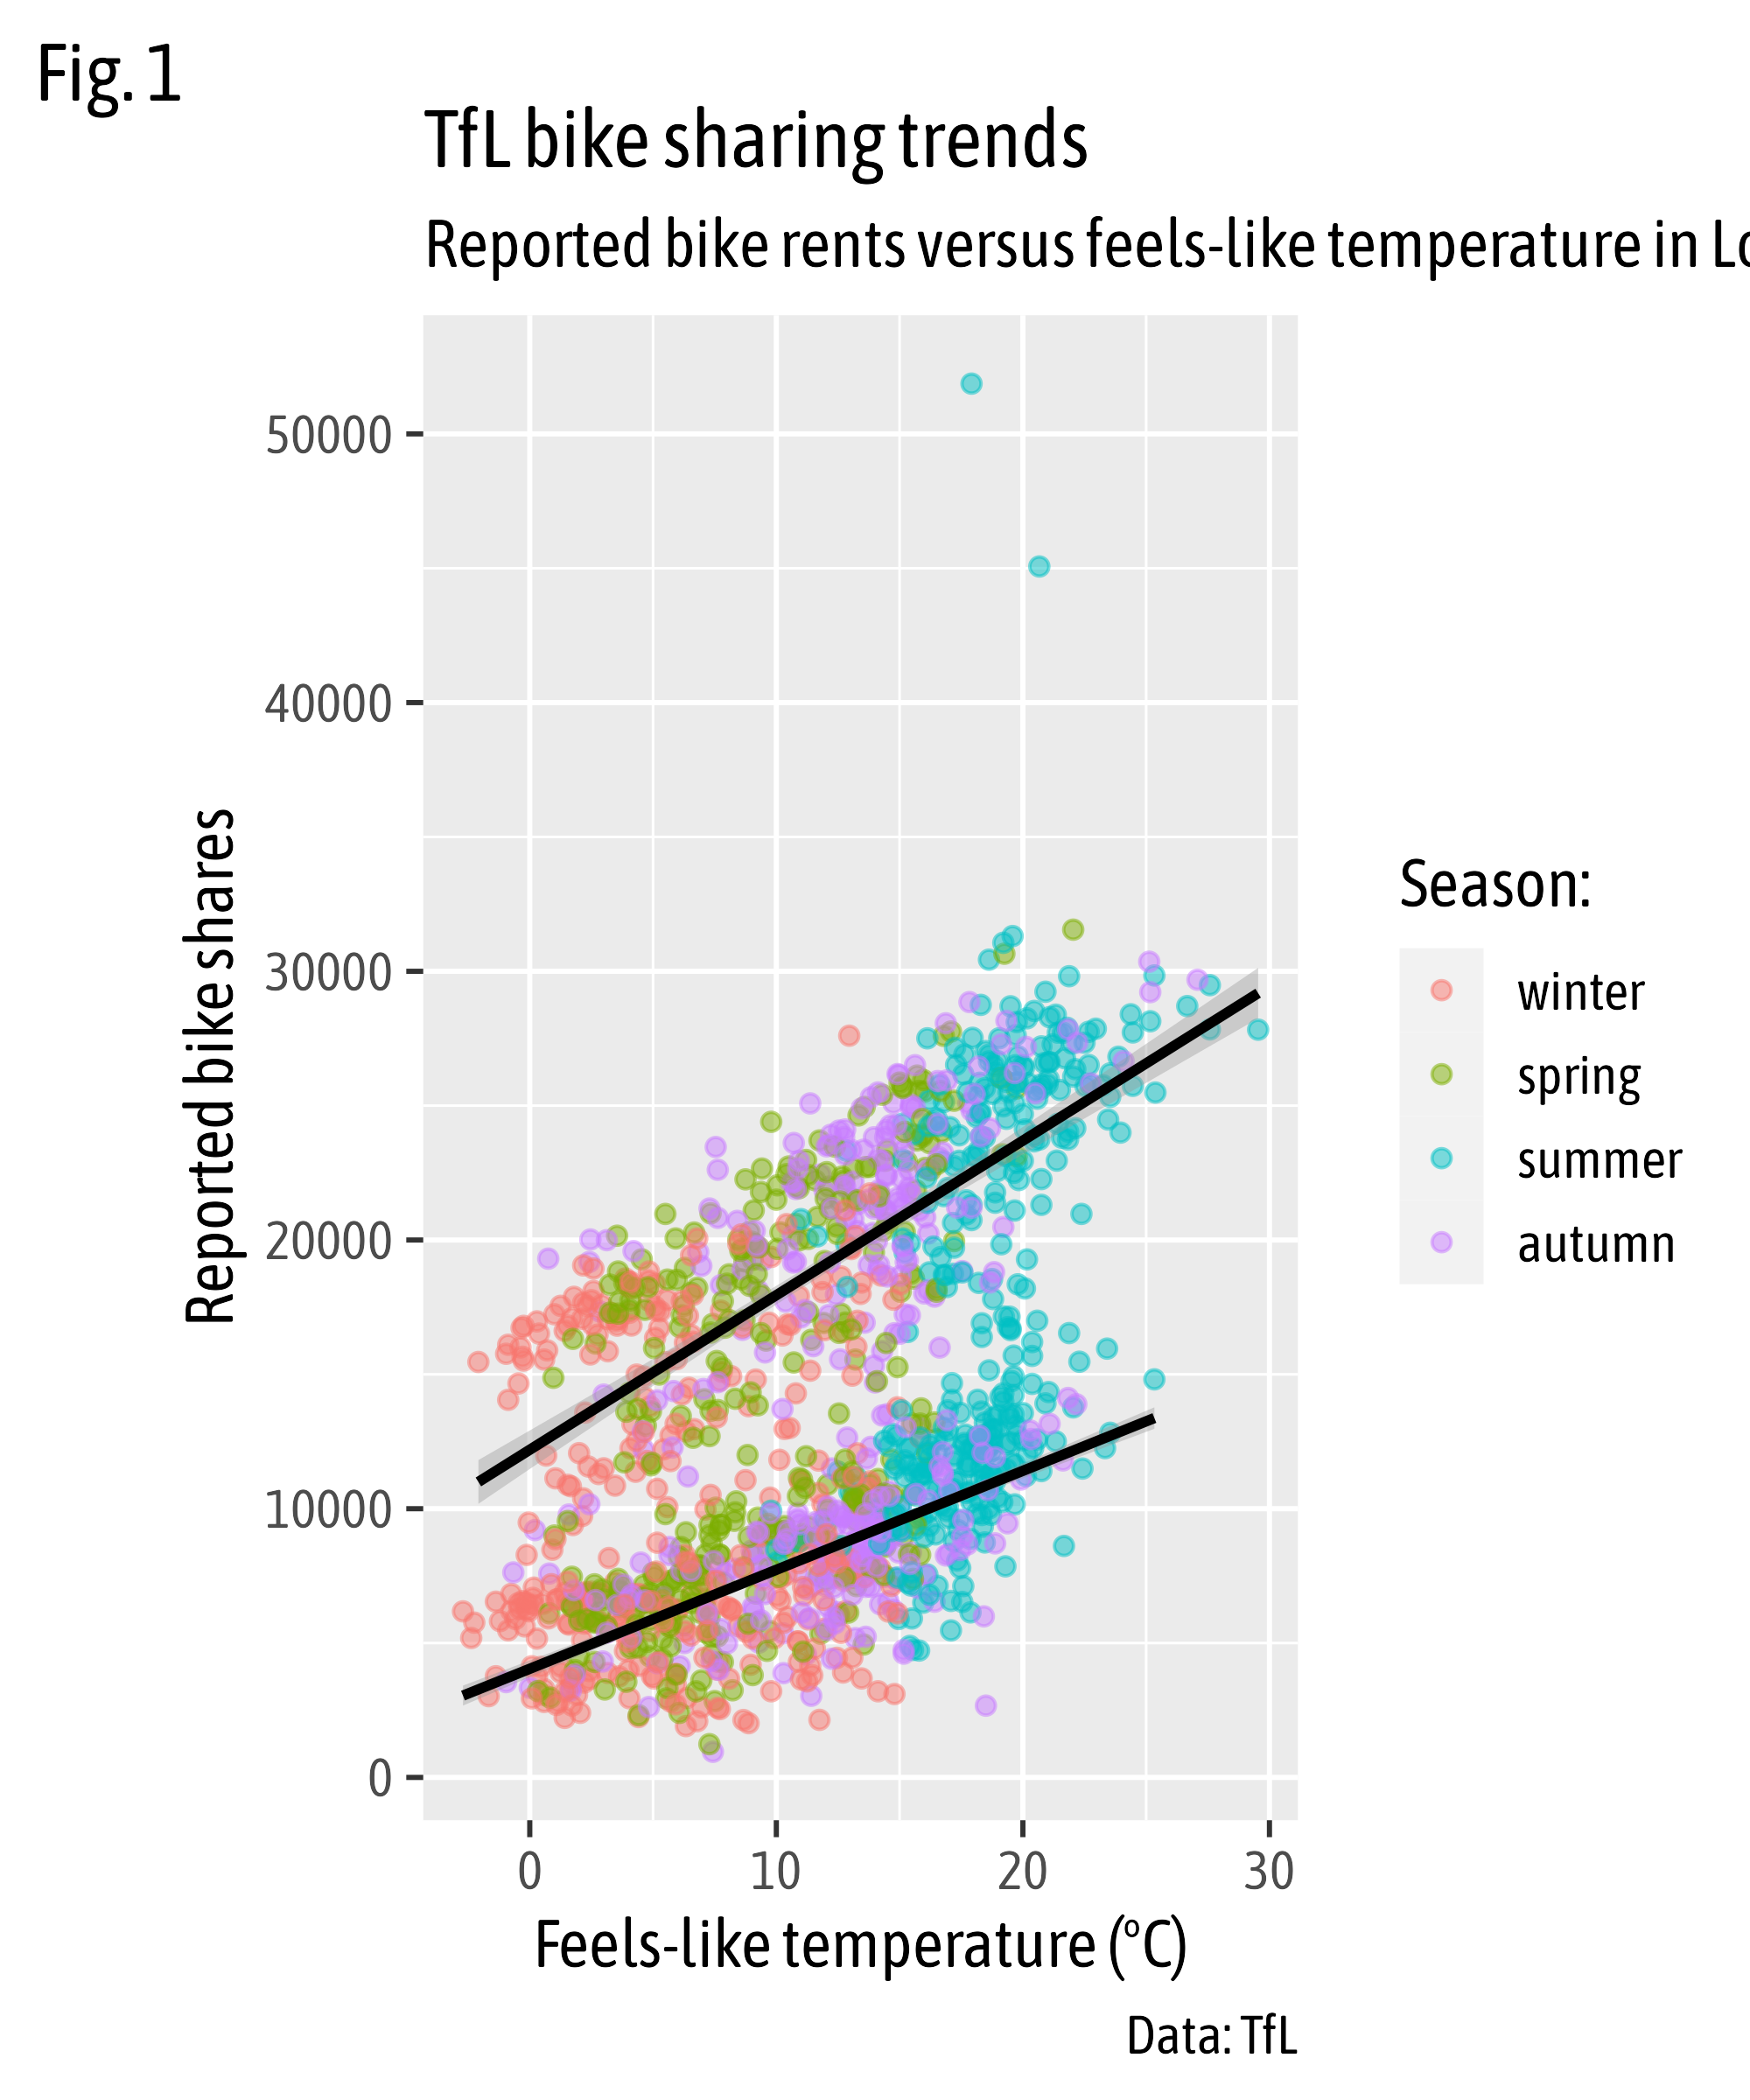 Fig. 1
TfL bike sharing trends
Reported bike rents versus feels-like temperature in
50000
40000
30000
20000
10000
0
Reported bike shares
0 10 20 30
Feels-like temperature (°C)
Season:
winter
spring
summer
autumn
Data: TfL